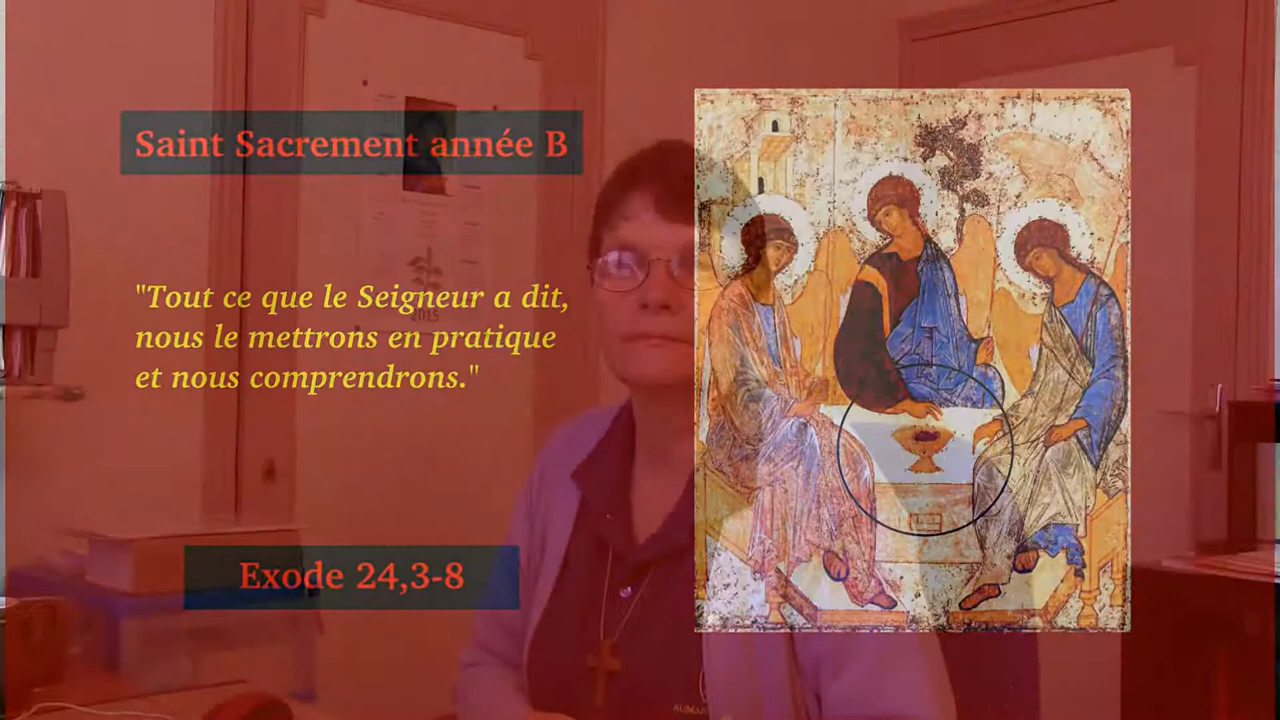 Saint Sacrement année B
"Tout ce que le Seigneur a dit,
nous le mettrons en pratique
et nous comprendrons."
2015
Exode 24,3-8